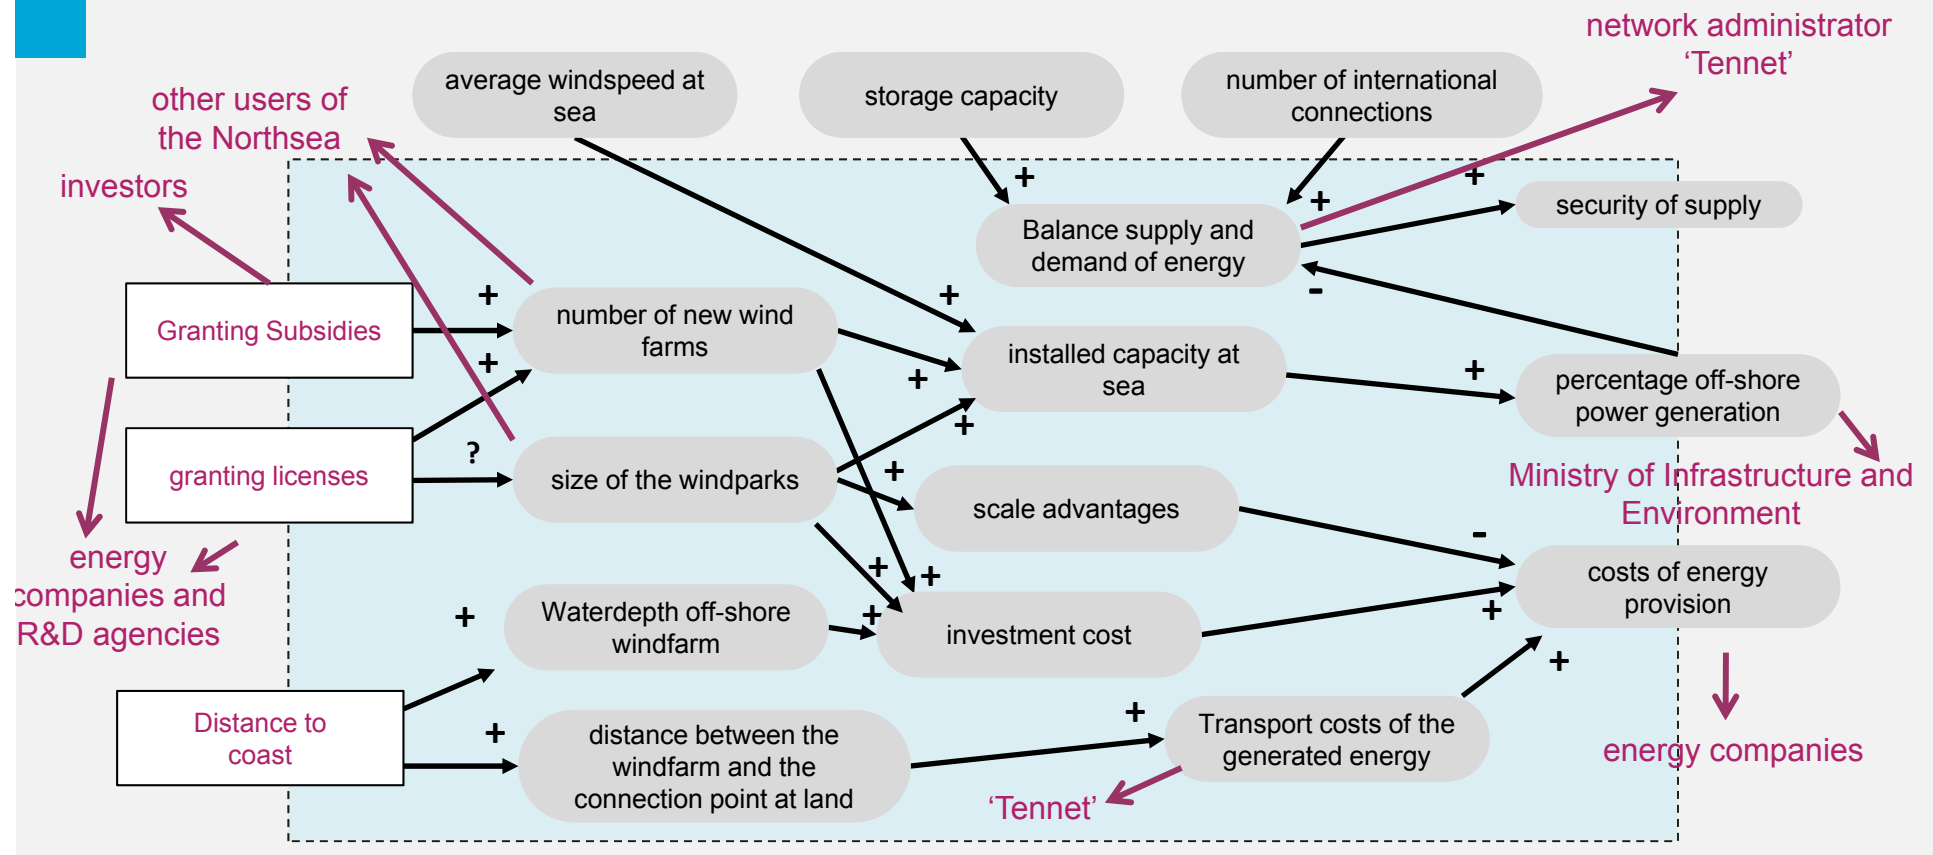 network administrator
‘Tennet’
average windspeed at
sea
storage capacity
number of international
connections
other users of
the Northsea
investors
+
+
+
security of supply
Balance supply and
demand of energy
-
Granting Subsidies
+
number of new wind
farms
+
installed capacity at
sea
+
+
+
percentage off-shore
power generation
+
granting licenses
?
size of the windparks
+
scale advantages
-
Ministry of Infrastructure and
Environment
energy
companies and
R&D agencies
+
+
+
+
Waterdepth off-shore
windfarm
investment cost
costs of energy
provision
+
+
Distance to
coast
+
distance between the
windfarm and the
connection point at land
+
Transport costs of the
generated energy
‘Tennet’
energy companies